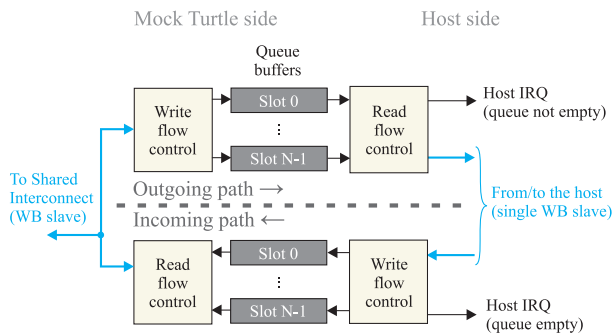 Mock Turtle side
Host side
Queue
buffers
Write
flow
control
Slot 0
⋮
Slot N-1
Read
flow
control
Host IRQ
(queue not empty)
To Shared
Interconnect
(WB slave)
Outgoing path →
Incoming path ←
From/to the host
(single WB slave)
Read
flow
control
Slot 0
⋮
Slot N-1
Write
flow
control
Host IRQ
(queue empty)